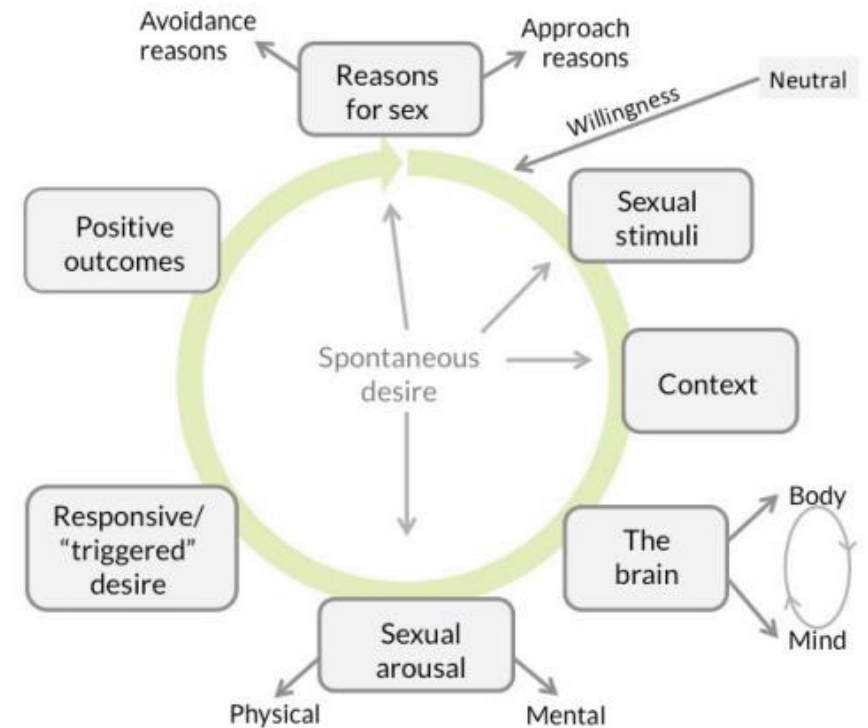 Avoidance
reasons
Reasons
for sex
Approach
reasons
Neutral
Willingness
Sexual
stimuli
Positive
outcomes
Spontaneous
desire
Context
Responsive/
“triggered”
desire
The
brain
Body
Mind
Sexual
arousal
Physical
Mental